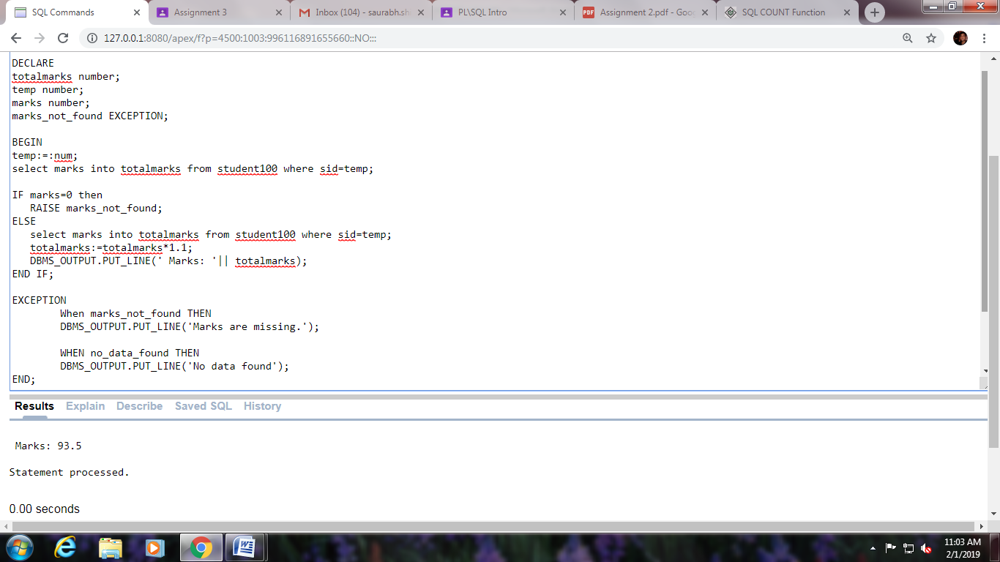 SQL Commands
Assignment 3
Inbox (104) - saurabh.sh
PL\SQL Intro
PDF Assignment 2.pdf - Goo
SQL COUNT Function
127.0.0.1:8080/apex/f?p=4500:1003:996116891655660::NO:::
DECLARE
totalmarks number;
temp number;
marks number;
marks_not_found EXCEPTION;
BEGIN
temp:=:num;
select marks into totalmarks from student100 where sid=temp;
IF marks=0 then
RAISE marks_not_found;
ELSE
select marks into totalmarks from student100 where sid=temp;
totalmarks:=totalmarks*1.1;
DBMS_OUTPUT.PUT_LINE(' Marks: '|| totalmarks);
END IF;
EXCEPTION
When marks_not_found THEN
DBMS_OUTPUT.PUT_LINE('Marks are missing.');
WHEN no_data_found THEN
DBMS_OUTPUT.PUT_LINE('No data found');
END;
Results Explain Describe Saved SQL History
Marks: 93.5
Statement processed.
0.00 seconds
11:03 AM
2/1/2019